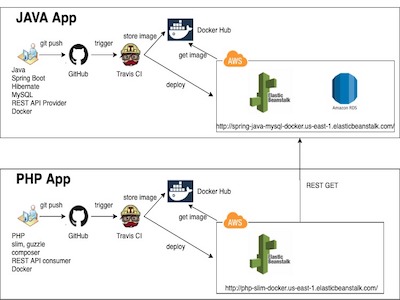 JAVA App
git push
trigger
store image
Docker Hub
get image
AWS
GitHub
Travis CI
deploy
Java
Spring Boot
Hibernate
MySQL
REST API Provider
Docker
Elastic
Beanstalk
Amazon RDS
http://spring-java-mysql-docker.us-east-1.elasticbeanstalk.com/
REST GET
PHP App
git push
trigger
store image
Docker Hub
get image
AWS
GitHub
Travis CI
deploy
PHP
slim, guzzle
composer
REST API consumer
Docker
Elastic
Beanstalk
http://php-slim-docker.us-east-1.elasticbeanstalk.com/